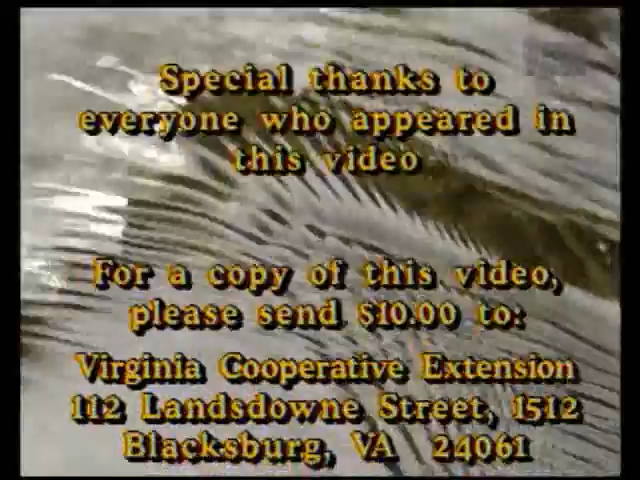 Special thanks to
everyone who appeared in
this video
For a copy of this video,
please send $10.00 to:
Virginia Cooperative Extension
112 Landsdowne Street, 1512
Blacksburg, VA 24061